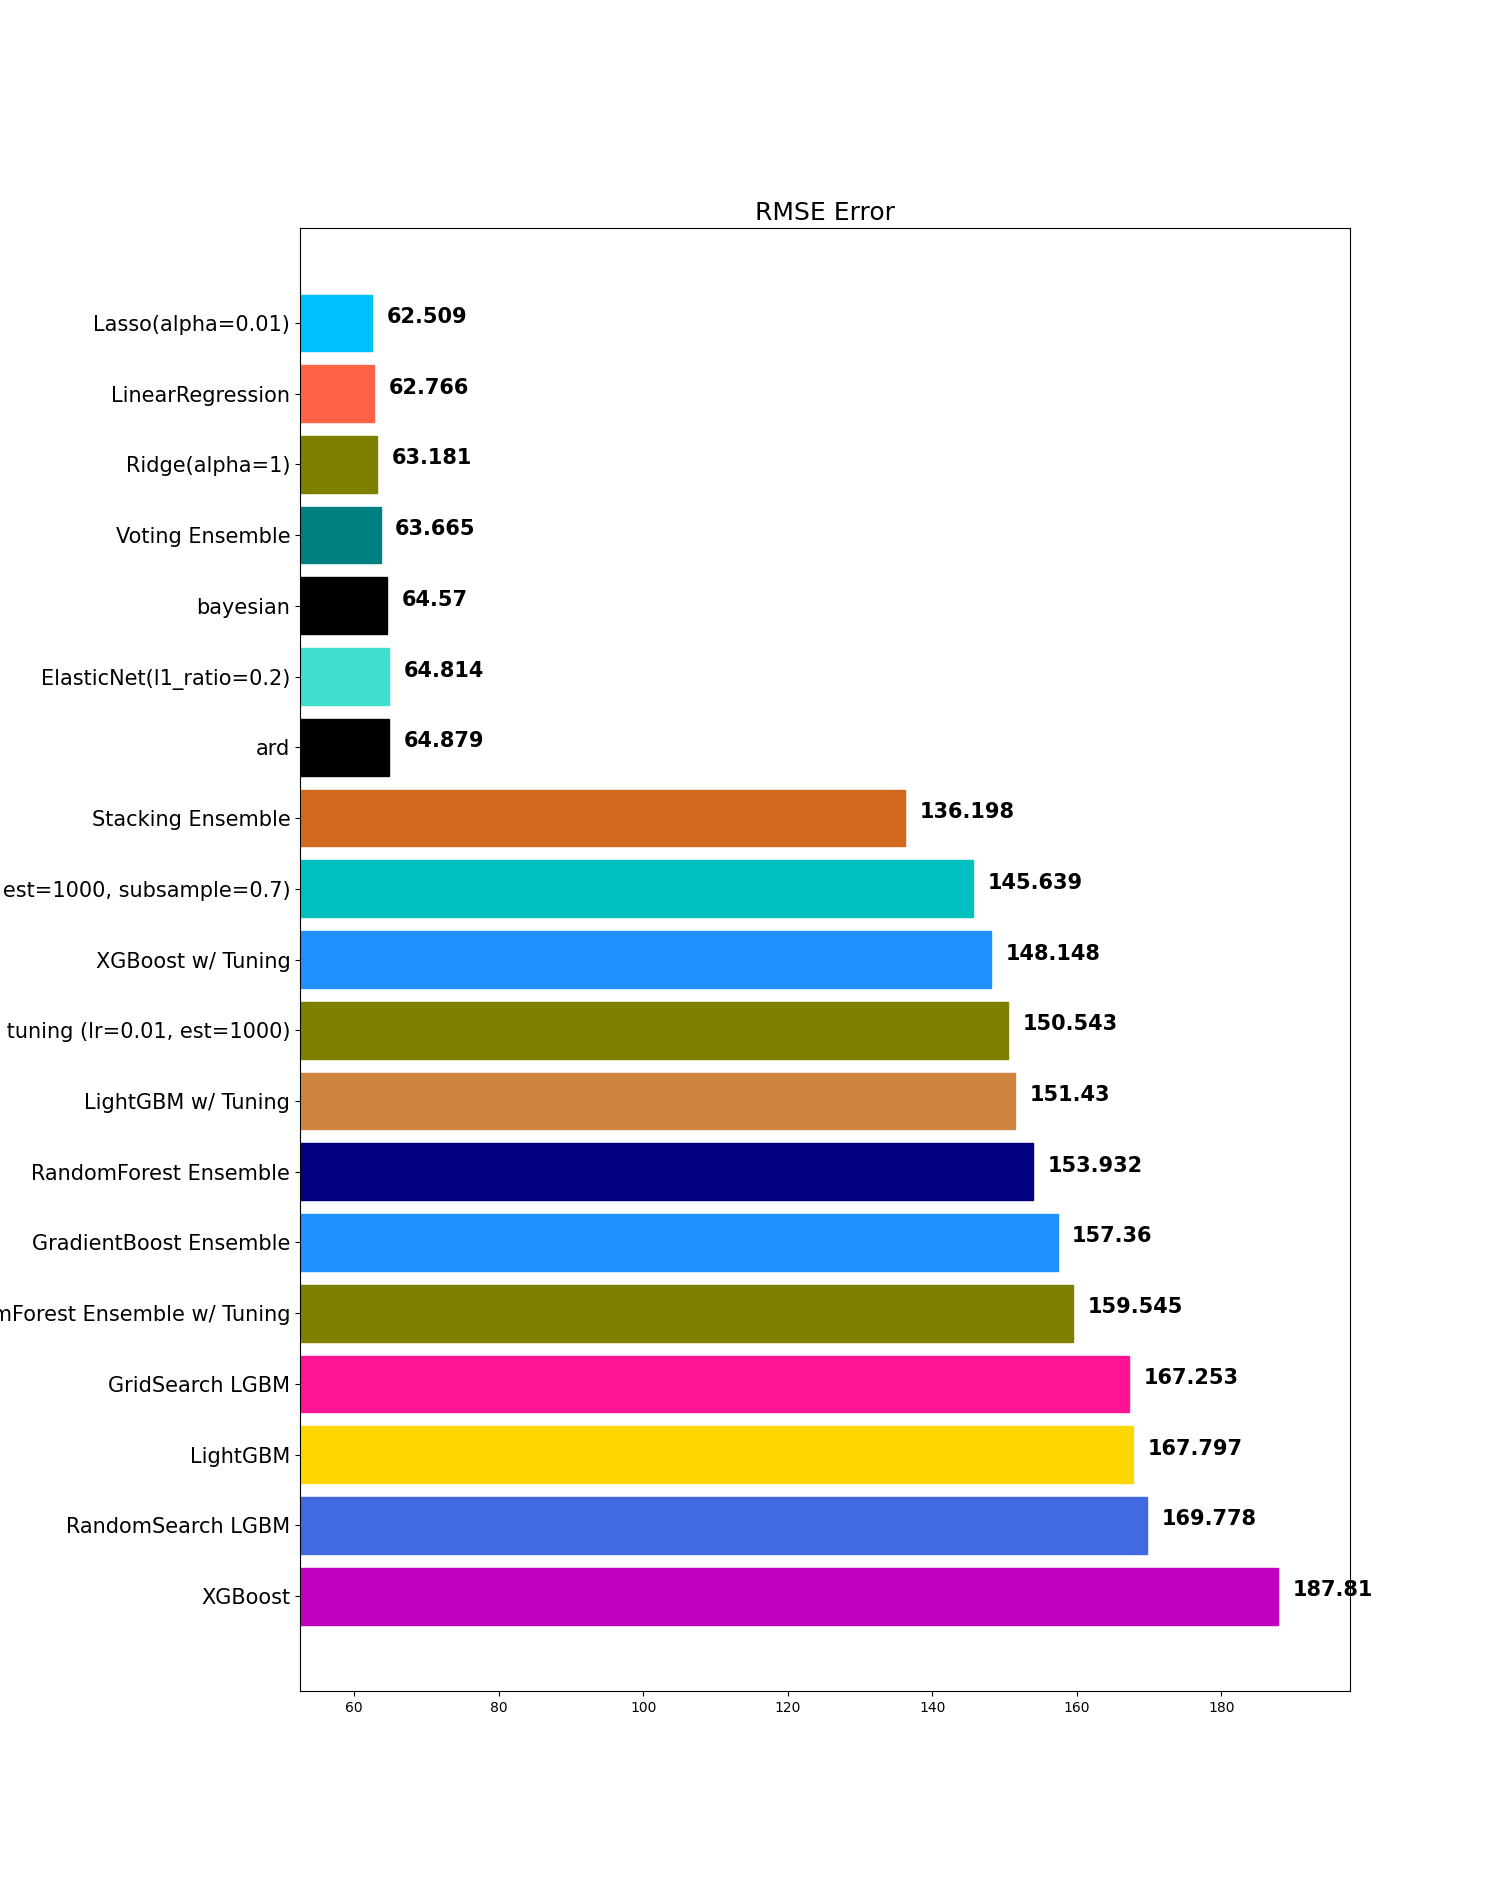 RMSE Error
Lasso(alpha=0.01) 62.509
LinearRegression 62.766
Ridge(alpha=1) 63.181
Voting Ensemble 63.665
bayesian 64.57
ElasticNet(l1_ratio=0.2) 64.814
ard 64.879
Stacking Ensemble 136.198
est=1000, subsample=0.7) 145.639
XGBoost w/ Tuning 148.148
tuning (lr=0.01, est=1000) 150.543
LightGBM w/ Tuning 151.43
RandomForest Ensemble 153.932
GradientBoost Ensemble 157.36
Ensemble w/ Tuning 159.545
GridSearch LGBM 167.253
LightGBM 167.797
RandomSearch LGBM 169.778
XGBoost 187.81
60 80 100 120 140 160 180